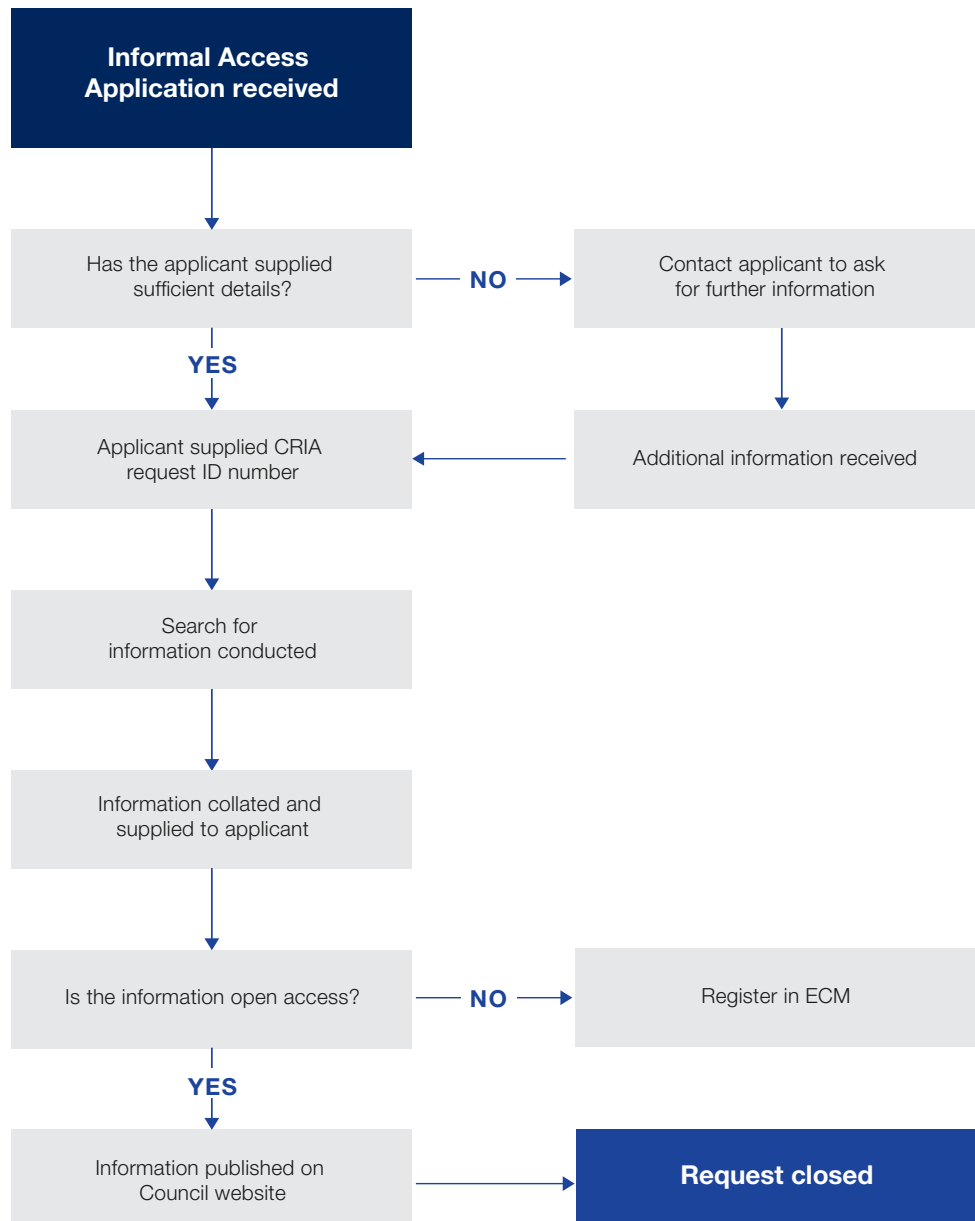 Informal Access
Application received
Has the applicant supplied
sufficient details?
NO
Contact applicant to ask
for further information
YES
Applicant supplied CRIA
request ID number
Additional information received
Search for
information conducted
Information collated and
supplied to applicant
Is the information open access?
NO
Register in ECM
YES
Information published on
Council website
Request closed